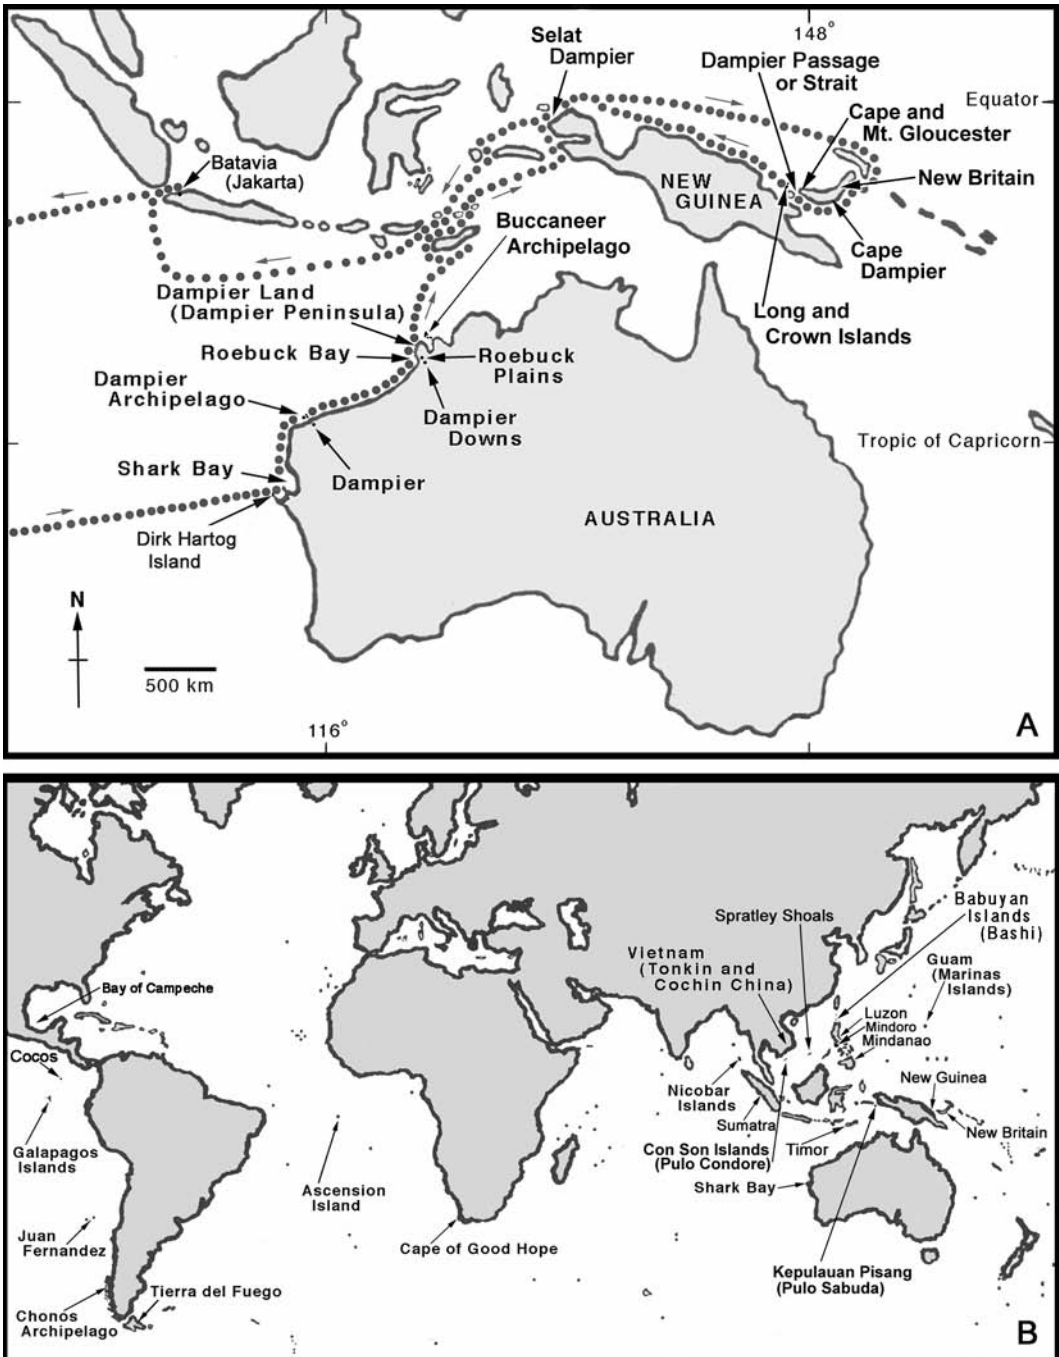 148°
Selat
Dampier
Dampier Passage
or Strait
Equator
Cape and
Mt. Gloucester
Batavia
(Jakarta)
NEW
GUINEA
New Britain
Buccaneer
Archipelago
Cape
Dampier
Dampier Land
(Dampier Peninsula)
Long and
Crown Islands
Roebuck Bay
Roebuck
Plains
Dampier
Archipelago
Dampier
Downs
Tropic of Capricorn
Shark Bay
Dampier
AUSTRALIA
Dirk Hartog
Island
N
500 km
116°
A
Babuyan
Islands
(Bashi)
Spratley Shoals
Vietnam
(Tonkin and
Cochin China)
Guam
(Marinas
Islands)
Bay of Campeche
Luzon
Mindoro
Mindanao
Cocos
New Guinea
Nicobar
Islands
Sumatra
New Britain
Galapagos
Islands
Con Son Islands
(Pulo Condore)
Timor
Shark Bay
Ascension
Island
Juan
Fernandez
Cape of Good Hope
Kepulauan Pisang
(Pulo Sabuda)
Tierra del Fuego
Chonos
Archipelago
B